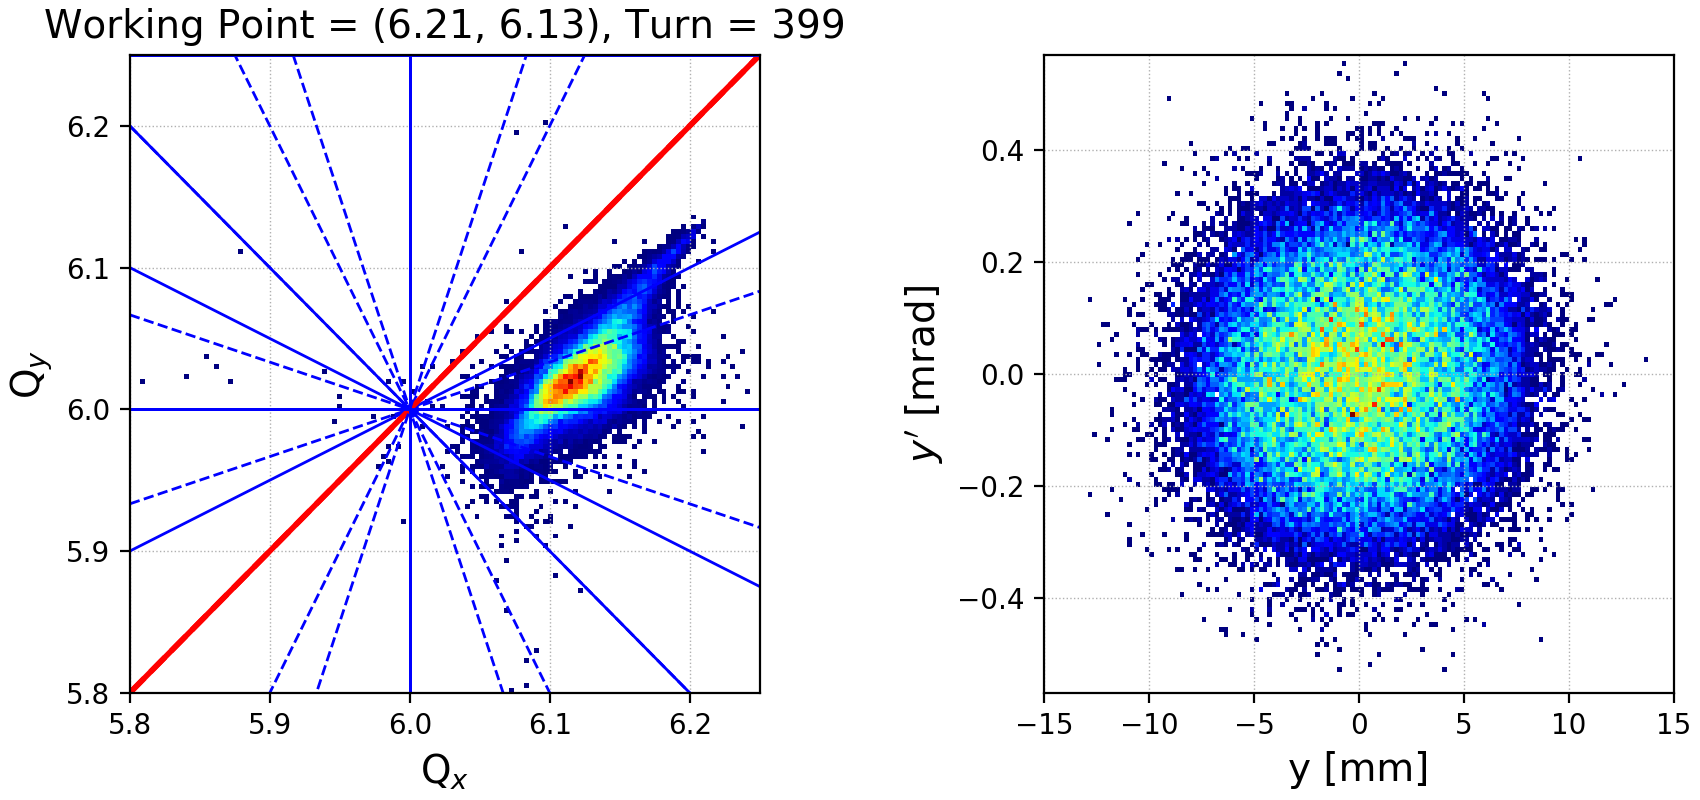 Working Point = (6.21, 6.13), Turn = 399
6.2
6.1
6.0
5.9
5.8
Q_y
5.8 5.9 6.0 6.1 6.2
Q_x
0.4
0.2
0.0
−0.2
−0.4
y′ [mrad]
−15 −10 −5 0 5 10 15
y [mm]